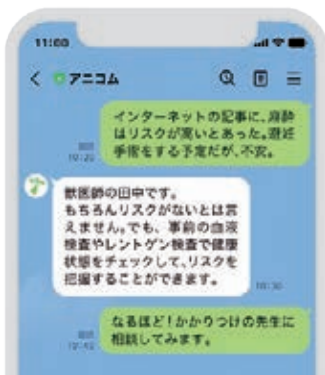 11:00
アニコム
インターネットの記事に、麻酔
はリスクが高いとあった。避妊
手術をする予定だが、不安。
既読
獣医師の田中です。
もちろんリスクがないとは言
えません。でも、事前の血液
検査やレントゲン検査で健康
状態をチェックして、リスクを
把握することができます。
10:30
なるほど!かかりつけの先生に
相談してみます。
既読